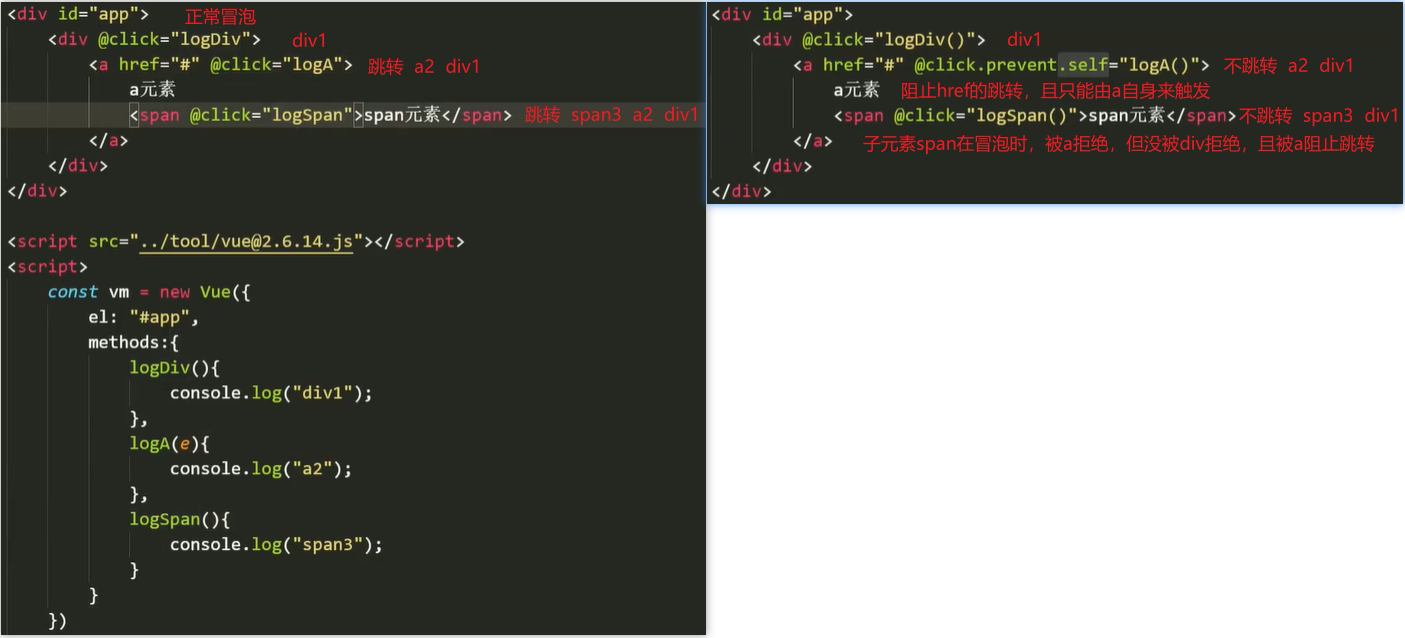 <div id="app"> 正常冒泡
<div @click="logDiv"> div1
<a href="#" @click="logA"> 跳转 a2 div1
a元素
<span @click="logSpan">span元素</span> 跳转 span3 a2 div1
</a>
</div>
</div>
<script src="../tool/vue@2.6.14.js"></script>
<script>
const vm = new Vue({
el: "#app",
methods:{
logDiv(){
console.log("div1");
},
logA(e){
console.log("a2");
},
logSpan(){
console.log("span3");
}
}
})
<div id="app">
<div @click="logDiv()"> div1
<a href="#" @click.prevent.self="logA()"> 不跳转 a2 div1
a元素 阻止href的跳转，且只能由a自身来触发
<span @click="logSpan()">span元素</span>不跳转 span3 div1
</a> 子元素span在冒泡时，被a拒绝，但没被div拒绝，且被a阻止跳转
</div>
</div>